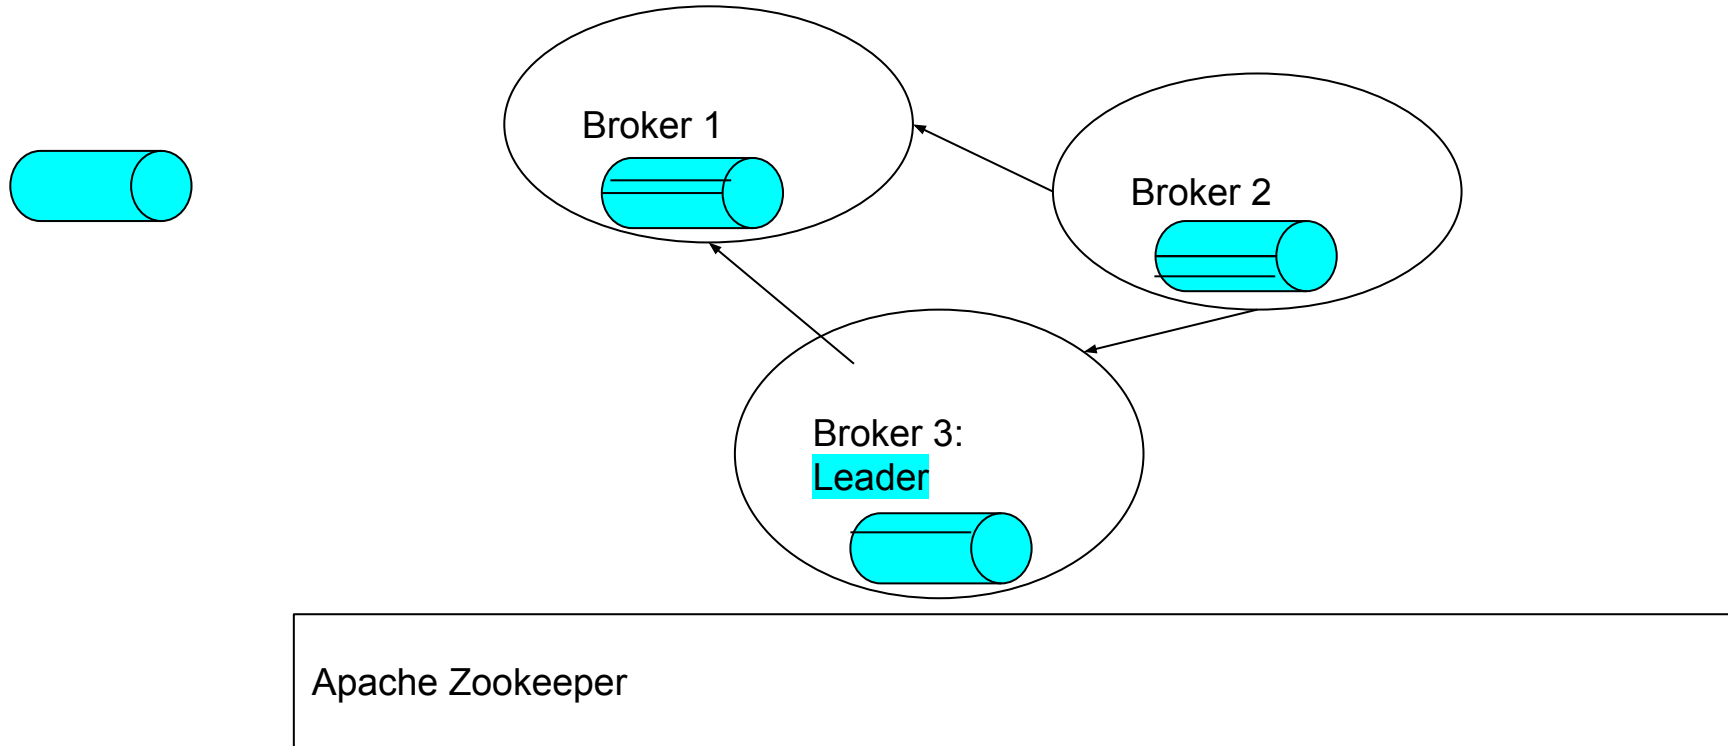 Broker 1
Broker 2
Broker 3:
Leader
Apache Zookeeper